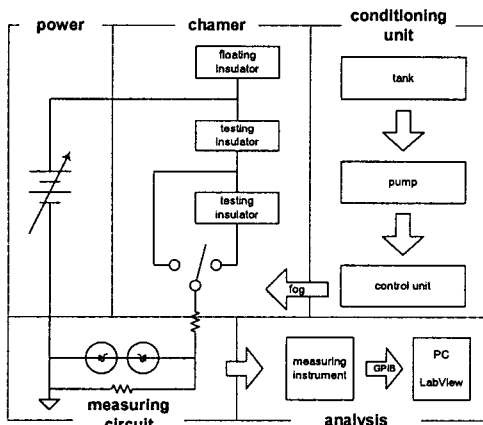 power
chamer
conditioning
unit
floating
insulator
tank
testing
insulator
pump
testing
insulator
control unit
fog
measuring
instrument
GPIB
PC
LabView
measuring
circuit
analysis